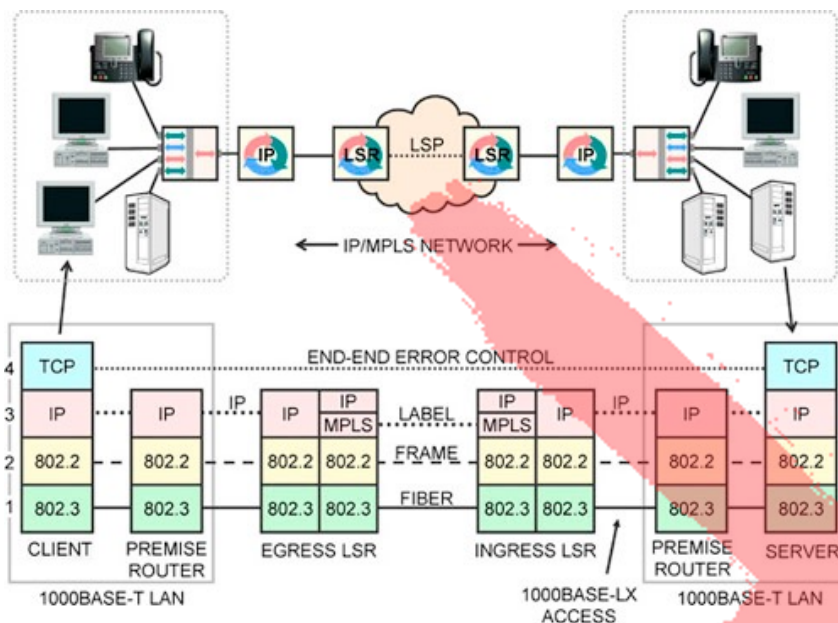 IP
LSR
LSP
LSR
IP
IP/MPLS NETWORK
4
TCP
END-END ERROR CONTROL
TCP
3
IP
IP
IP
IP
IP
MPLS
LABEL
IP
MPLS
IP
IP
IP
IP
2
802.2
802.2
802.2
802.2
FRAME
802.2
802.2
802.2
802.2
1
802.3
802.3
802.3
802.3
FIBER
802.3
802.3
802.3
802.3
CLIENT
PREMISE
ROUTER
EGRESS LSR
INGRESS LSR
PREMISE
ROUTER
SERVER
1000BASE-T LAN
1000BASE-LX
ACCESS
1000BASE-T LAN